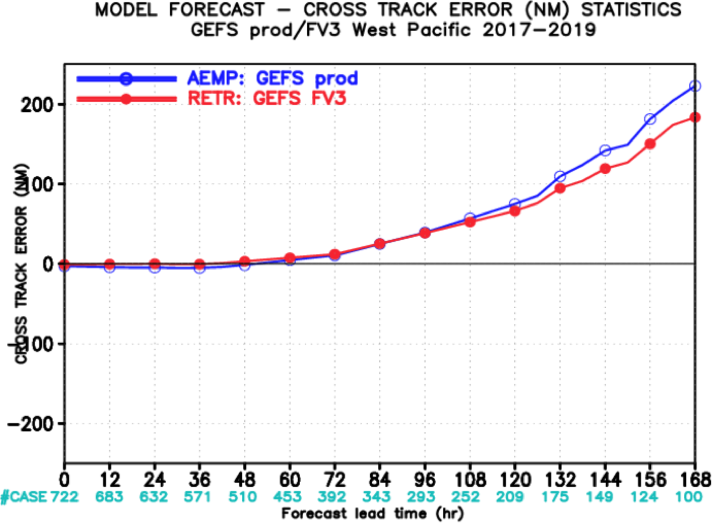 MODEL FORECAST – CROSS TRACK ERROR (NM) STATISTICS
GEFS prod/FV3 West Pacific 2017–2019
AEMP: GEFS prod
RETR: GEFS FV3
CROSS TRACK ERROR (NM)
200
100
0
–100
–200
0 12 24 36 48 60 72 84 96 108 120 132 144 156 168
#CASE 722 683 632 571 510 453 392 343 293 252 209 175 149 124 100
Forecast lead time (hr)